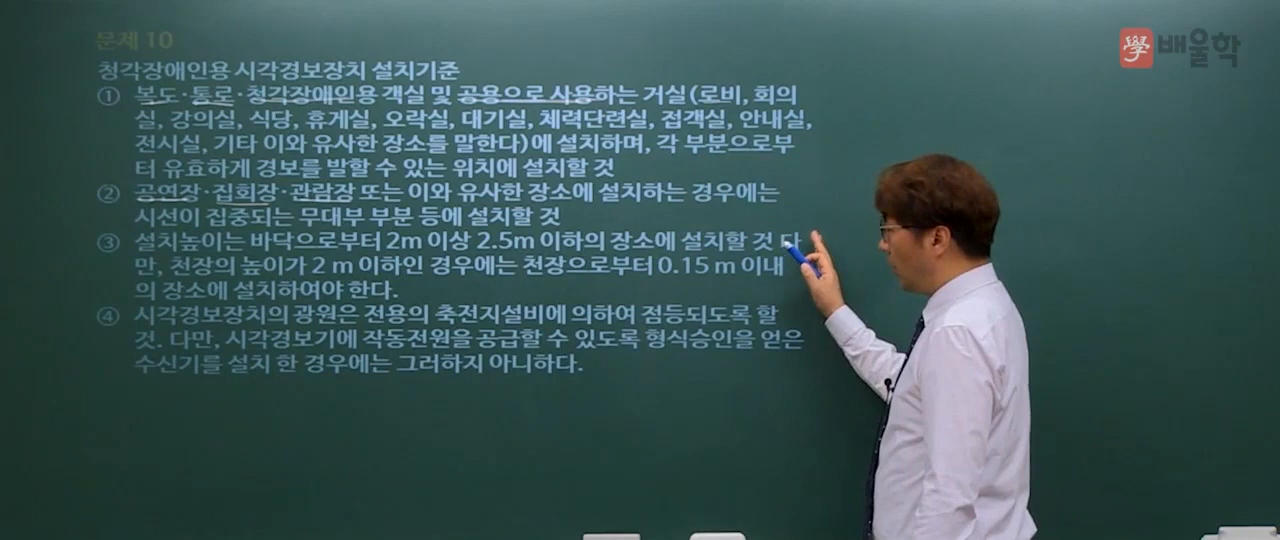 문제 10
學 배울학
청각장애인용 시각경보장치 설치기준
① 복도·통로·청각장애인용 객실 및 공용으로 사용하는 거실(로비, 회의
실, 강의실, 식당, 휴게실, 오락실, 대기실, 체력단련실, 접객실, 안내실,
전시실, 기타 이와 유사한 장소를 말한다)에 설치하며, 각 부분으로부
터 유효하게 경보를 발할 수 있는 위치에 설치할 것
② 공연장·집회장·관람장 또는 이와 유사한 장소에 설치하는 경우에는
시선이 집중되는 무대부 부분 등에 설치할 것
③ 설치높이는 바닥으로부터 2m 이상 2.5m 이하의 장소에 설치할 것 다
만, 천장의 높이가 2 m 이하인 경우에는 천장으로부터 0.15 m 이내
의 장소에 설치하여야 한다.
④ 시각경보장치의 광원은 전용의 축전지설비에 의하여 점등되도록 할
것. 다만, 시각경보기에 작동전원을 공급할 수 있도록 형식승인을 얻은
수신기를 설치 한 경우에는 그러하지 아니하다.